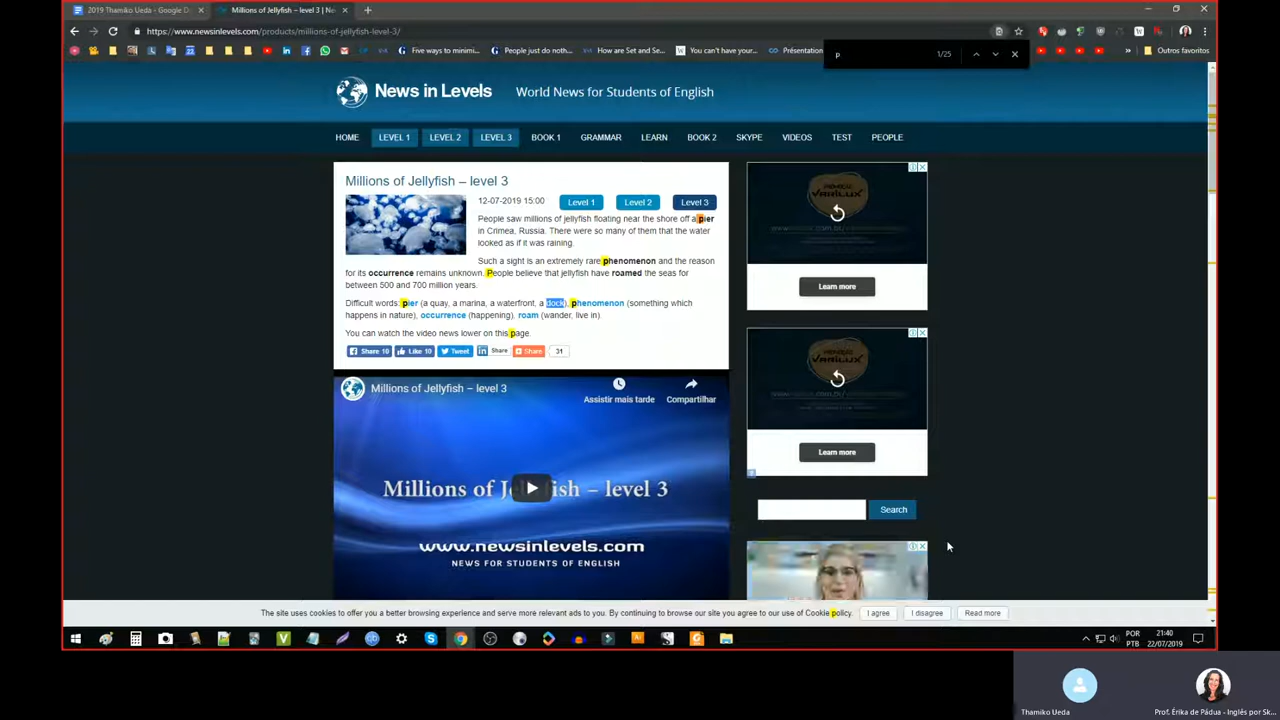 2019 Thamiko Ueda - Google D
Millions of Jellyfish – level 3 | Ne
https://www.newsinlevels.com/products/millions-of-jellyfish-level-3/
Five ways to minimi...
People just do noth...
How are Set and Se...
You can't have your...
Présentation
Outros favoritos
p
1/25
News in Levels
World News for Students of English
HOME
LEVEL 1
LEVEL 2
LEVEL 3
BOOK 1
GRAMMAR
LEARN
BOOK 2
SKYPE
VIDEOS
TEST
PEOPLE
Millions of Jellyfish – level 3
12-07-2019 15:00
Level 1
Level 2
Level 3
People saw millions of jellyfish floating near the shore off a pier
in Crimea, Russia. There were so many of them that the water
looked as if it was raining.
Such a sight is an extremely rare phenomenon and the reason
for its occurrence remains unknown. People believe that jellyfish have roamed the seas for
between 500 and 700 million years.
Difficult words: pier (a quay, a marina, a waterfront, a dock), phenomenon (something which
happens in nature), occurrence (happening), roam (wander, live in).
You can watch the video news lower on this page.
Share 10
Like 10
Tweet
Share
Share
31
Millions of Jellyfish – level 3
Assistir mais tarde
Compartilhar
Millions of Jellyfish – level 3
www.newsinlevels.com
NEWS FOR STUDENTS OF ENGLISH
VARILUX
Learn more
VARILUX
Learn more
Search
The site uses cookies to offer you a better browsing experience and serve more relevant ads to you. By continuing to browse our site you agree to our use of Cookie policy.
I agree
I disagree
Read more
POR
PTB
21:40
22/07/2019
Thamiko Ueda
Prof. Érika de Pádua - Inglês por Sk...